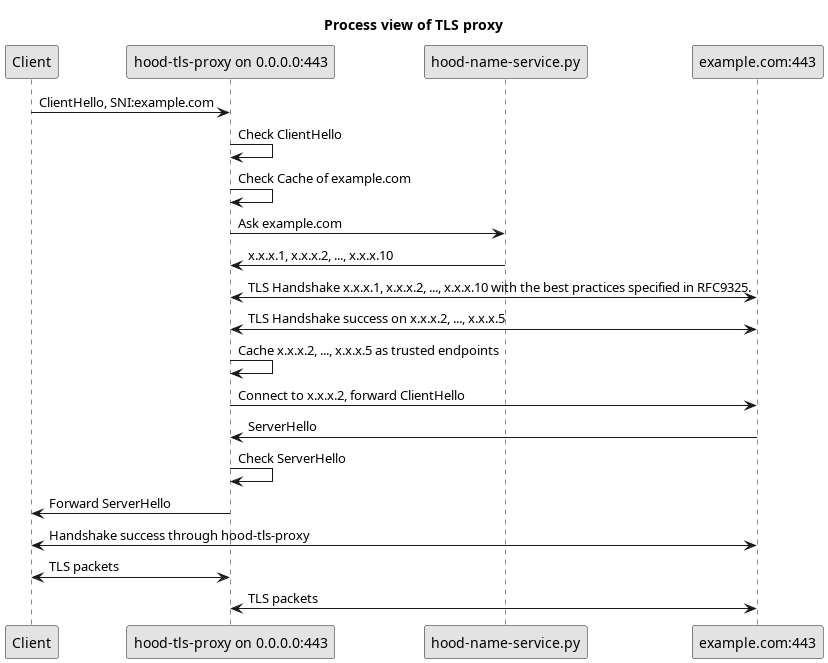 Process view of TLS proxy
Client
hood-tls-proxy on 0.0.0.0:443
hood-name-service.py
example.com:443
ClientHello, SNI:example.com
Check ClientHello
Check Cache of example.com
Ask example.com
x.x.x.1, x.x.x.2, ..., x.x.x.10
TLS Handshake x.x.x.1, x.x.x.2, ..., x.x.x.10 with the best practices specified in RFC9325.
TLS Handshake success on x.x.x.2, ..., x.x.x.5
Cache x.x.x.2, ..., x.x.x.5 as trusted endpoints
Connect to x.x.x.2, forward ClientHello
ServerHello
Check ServerHello
Forward ServerHello
Handshake success through hood-tls-proxy
TLS packets
TLS packets
Client
hood-tls-proxy on 0.0.0.0:443
hood-name-service.py
example.com:443